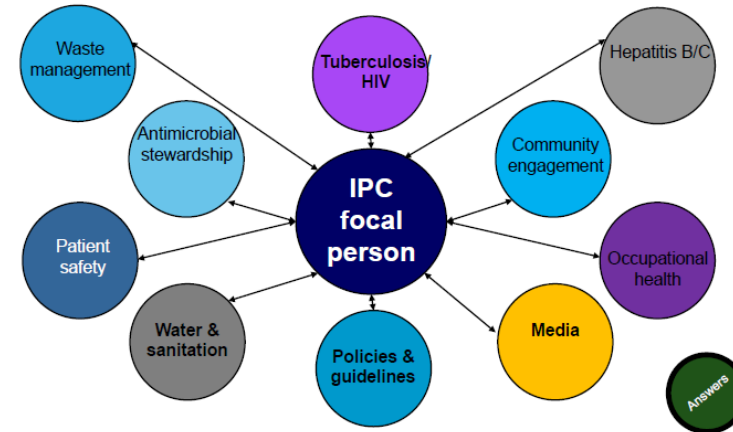 Waste
management
Tuberculosis/
HIV
Hepatitis B/C
Antimicrobial
stewardship
Community
engagement
IPC
focal
person
Patient
safety
Occupational
health
Water &
sanitation
Policies &
guidelines
Media
Answers